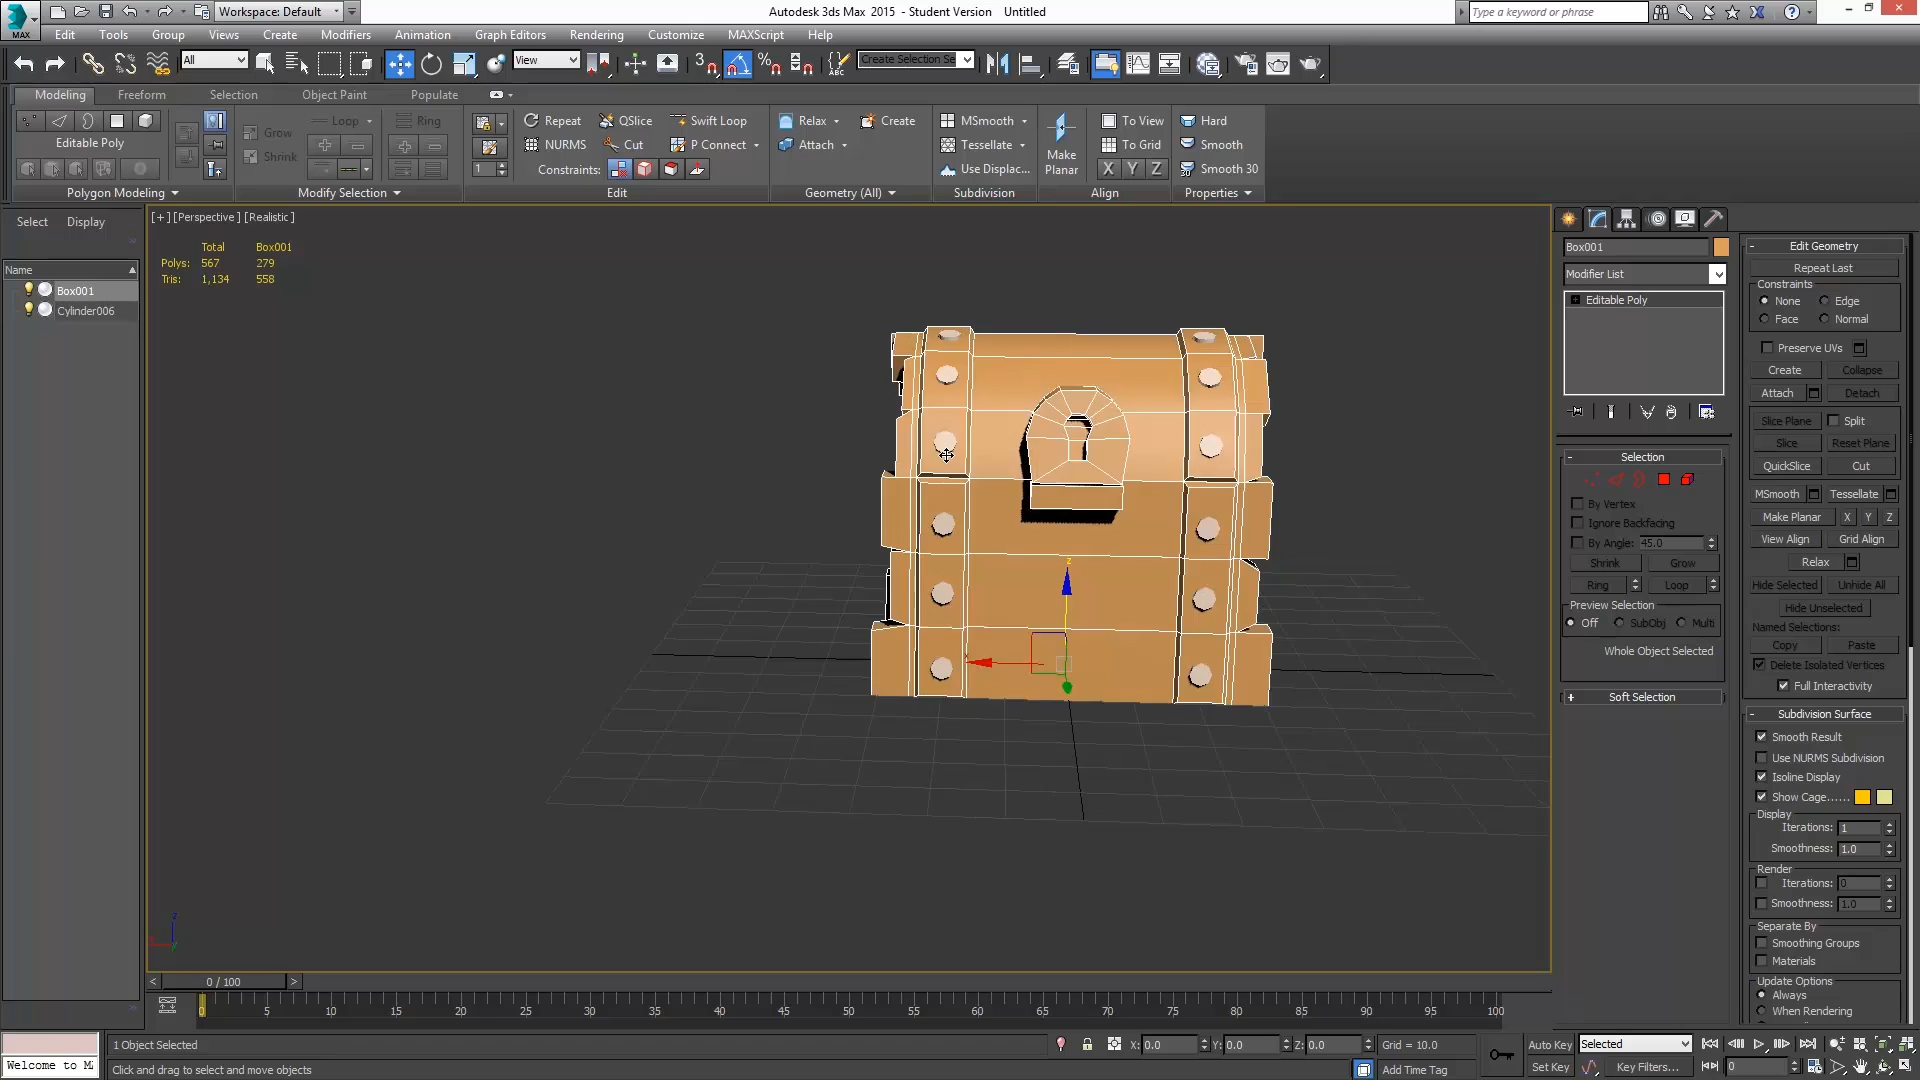 MAX
Workspace: Default
Autodesk 3ds Max 2015 - Student Version Untitled
Type a keyword or phrase
Edit Tools Group Views Create Modifiers Animation Graph Editors Rendering Customize MAXScript Help
All
View
Create Selection Se
Modeling Freeform Selection Object Paint Populate
Editable Poly
Polygon Modeling
Loop Ring
Grow
Shrink
Modify Selection
Repeat QSlice Swift Loop
NURMS Cut P Connect
1 Constraints:
Edit
Relax Create
Attach
Geometry (All)
MSmooth
Tessellate
Use Displac...
Subdivision
Make
Planar
To View
To Grid
X Y Z
Align
Hard
Smooth
Smooth 30
Properties
Select Display
Name
Box001
Cylinder006
[+] [Perspective ] [Realistic ]
Total Box001
Polys: 567 279
Tris: 1,134 558
z
x
z
Box001
Modifier List
Editable Poly
Selection
By Vertex
Ignore Backfacing
By Angle: 45.0
Shrink Grow
Ring Loop
Preview Selection
Off SubObj Multi
Whole Object Selected
Soft Selection
Edit Geometry
Repeat Last
Constraints
None Edge
Face Normal
Preserve UVs
Create Collapse
Attach Detach
Slice Plane Split
Slice Reset Plane
QuickSlice Cut
MSmooth Tessellate
Make Planar X Y Z
View Align Grid Align
Relax
Hide Selected Unhide All
Hide Unselected
Named Selections:
Copy Paste
Delete Isolated Vertices
Full Interactivity
Subdivision Surface
Smooth Result
Use NURMS Subdivision
Isoline Display
Show Cage......
Display
Iterations: 1
Smoothness: 1.0
Render
Iterations: 0
Smoothness: 1.0
Separate By
Smoothing Groups
Materials
Update Options
Always
When Rendering
< 0 / 100 >
0 5 10 15 20 25 30 35 40 45 50 55 60 65 70 75 80 85 90 95 100
1 Object Selected
X: 0.0 Y: 0.0 Z: 0.0 Grid = 10.0
Auto Key Selected
Welcome to M
Click and drag to select and move objects
Add Time Tag
Set Key Key Filters... 0